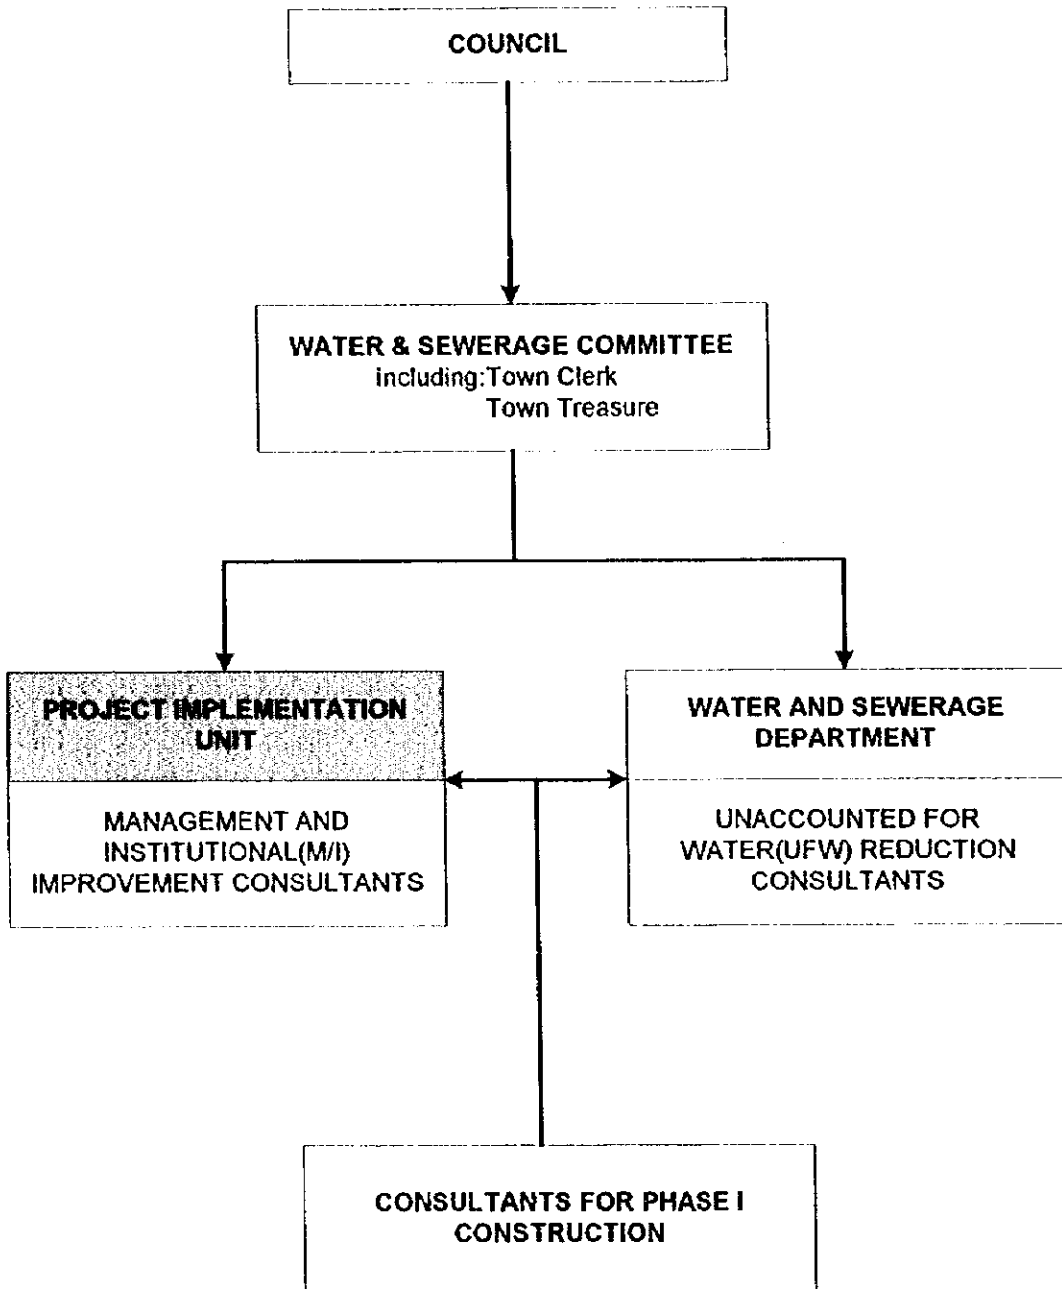 COUNCIL
WATER & SEWERAGE COMMITTEE
including:Town Clerk
Town Treasure
PROJECT IMPLEMENTATION
UNIT
MANAGEMENT AND
INSTITUTIONAL(M/I)
IMPROVEMENT CONSULTANTS
WATER AND SEWERAGE
DEPARTMENT
UNACCOUNTED FOR
WATER(UFW) REDUCTION
CONSULTANTS
CONSULTANTS FOR PHASE I
CONSTRUCTION